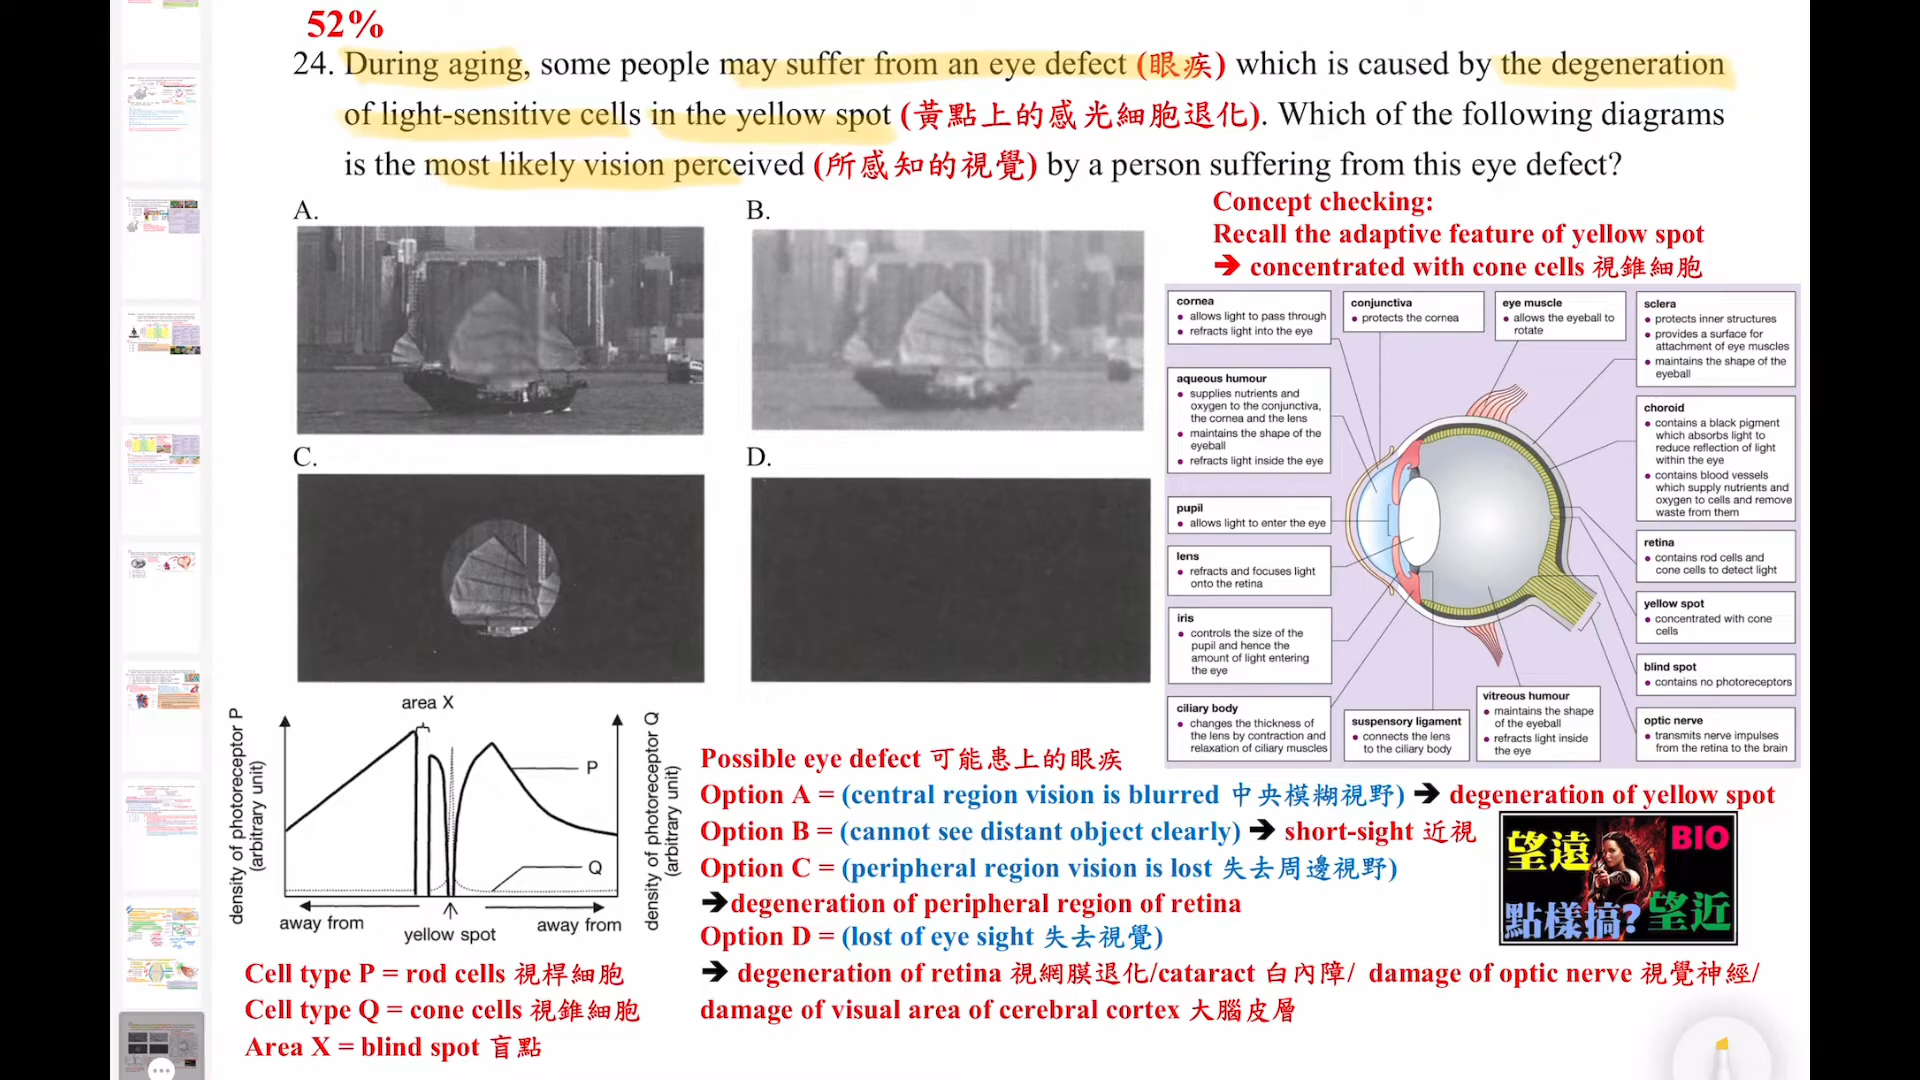 52%
24. During aging, some people may suffer from an eye defect (眼疾) which is caused by the degeneration
of light-sensitive cells in the yellow spot (黃點上的感光細胞退化). Which of the following diagrams
is the most likely vision perceived (所感知的視覺) by a person suffering from this eye defect?
A.
B.
C.
D.
Concept checking:
Recall the adaptive feature of yellow spot
➔ concentrated with cone cells 視錐細胞
cornea
• allows light to pass through
• refracts light into the eye
conjunctiva
• protects the cornea
eye muscle
• allows the eyeball to
rotate
sclera
• protects inner structures
• provides a surface for
attachment of eye muscles
• maintains the shape of the
eyeball
aqueous humour
• supplies nutrients and
oxygen to the conjunctiva,
the cornea and the lens
• maintains the shape of the
eyeball
• refracts light inside the eye
choroid
• contains a black pigment
which absorbs light to
reduce reflection of light
within the eye
• contains blood vessels
which supply nutrients and
oxygen to cells and remove
waste from them
pupil
• allows light to enter the eye
lens
• refracts and focuses light
onto the retina
retina
• contains rod cells and
cone cells to detect light
iris
• controls the size of the
pupil and hence the
amount of light entering
the eye
yellow spot
• concentrated with cone
cells
blind spot
• contains no photoreceptors
ciliary body
• changes the thickness of
the lens by contraction and
relaxation of ciliary muscles
suspensory ligament
• connects the lens
to the ciliary body
vitreous humour
• maintains the shape
of the eyeball
• refracts light inside
the eye
optic nerve
• transmits nerve impulses
from the retina to the brain
area X
density of photoreceptor P
(arbitrary unit)
density of photoreceptor Q
(arbitrary unit)
P
Q
away from
yellow spot
away from
Cell type P = rod cells 視桿細胞
Cell type Q = cone cells 視錐細胞
Area X = blind spot 盲點
Possible eye defect 可能患上的眼疾
Option A = (central region vision is blurred 中央模糊視野) ➔ degeneration of yellow spot
Option B = (cannot see distant object clearly) ➔ short-sight 近視
Option C = (peripheral region vision is lost 失去周邊視野)
➔degeneration of peripheral region of retina
Option D = (lost of eye sight 失去視覺)
➔ degeneration of retina 視網膜退化/cataract 白內障/ damage of optic nerve 視覺神經/
damage of visual area of cerebral cortex 大腦皮層
望遠
BIO
點樣搞?
望近